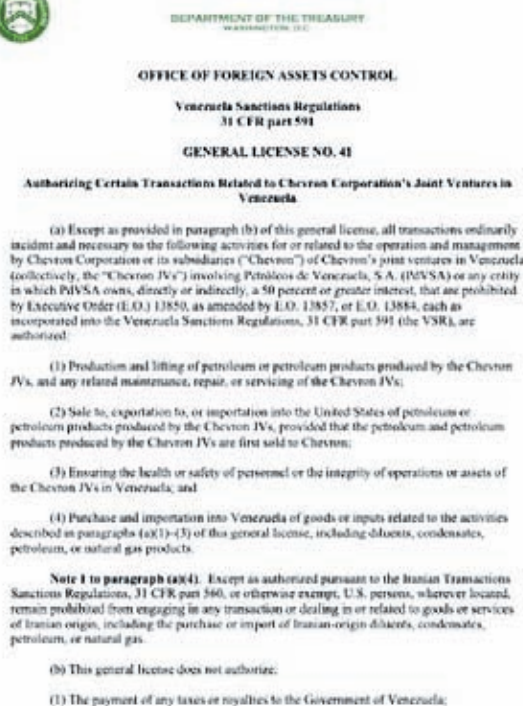 DEPARTMENT OF THE TREASURY
WASHINGTON, D.C.
OFFICE OF FOREIGN ASSETS CONTROL
Venezuela Sanctions Regulations
31 CFR part 591
GENERAL LICENSE NO. 41
Authorizing Certain Transactions Related to Chevron Corporation's Joint Ventures in
Venezuela
(a) Except as provided in paragraph (b) of this general license, all transactions ordinarily
incident and necessary to the following activities for or related to the operation and management
by Chevron Corporation or its subsidiaries ("Chevron") of Chevron's joint ventures in Venezuela
(collectively, the "Chevron JVs") involving Petróleos de Venezuela, S.A. (PdVSA) or any entity
in which PdVSA owns, directly or indirectly, a 50 percent or greater interest, that are prohibited
by Executive Order (E.O.) 13850, as amended by E.O. 13857, or E.O. 13884, each as
incorporated into the Venezuela Sanctions Regulations, 31 CFR part 591 (the VSR), are
authorized:
(1) Production and lifting of petroleum or petroleum products produced by the Chevron
JVs, and any related maintenance, repair, or servicing of the Chevron JVs;
(2) Sale to, exportation to, or importation into the United States of petroleum or
petroleum products produced by the Chevron JVs, provided that the petroleum and petroleum
products produced by the Chevron JVs are first sold to Chevron;
(3) Ensuring the health or safety of personnel or the integrity of operations or assets of
the Chevron JVs in Venezuela; and
(4) Purchase and importation into Venezuela of goods or inputs related to the activities
described in paragraphs (a)(1)–(3) of this general license, including diluents, condensates,
petroleum, or natural gas products.
Note 1 to paragraph (a)(4). Except as authorized pursuant to the Iranian Transactions
Sanctions Regulations, 31 CFR part 560, or otherwise exempt, U.S. persons, wherever located,
remain prohibited from engaging in any transaction or dealing in or related to goods or services
of Iranian origin, including the purchase or import of Iranian-origin diluents, condensates,
petroleum, or natural gas.
(b) This general license does not authorize:
(1) The payment of any taxes or royalties to the Government of Venezuela;